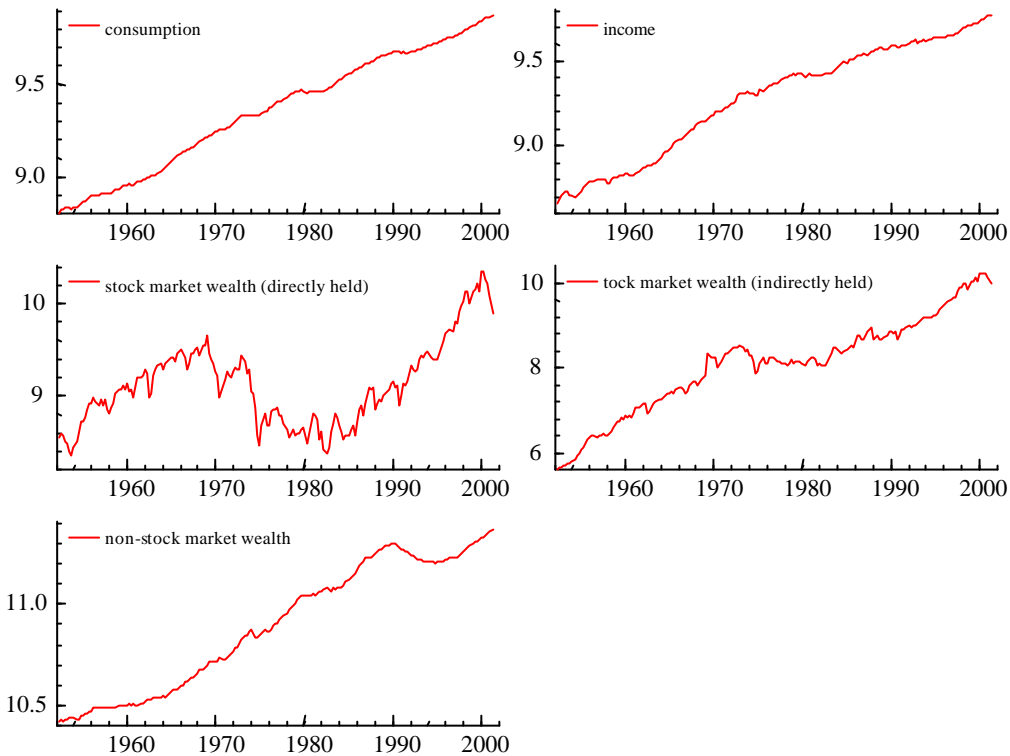 consumption
9.5
9.0
1960 1970 1980 1990 2000
income
9.5
9.0
1960 1970 1980 1990 2000
stock market wealth (directly held)
10
9
1960 1970 1980 1990 2000
tock market wealth (indirectly held)
10
8
6
1960 1970 1980 1990 2000
non-stock market wealth
11.0
10.5
1960 1970 1980 1990 2000